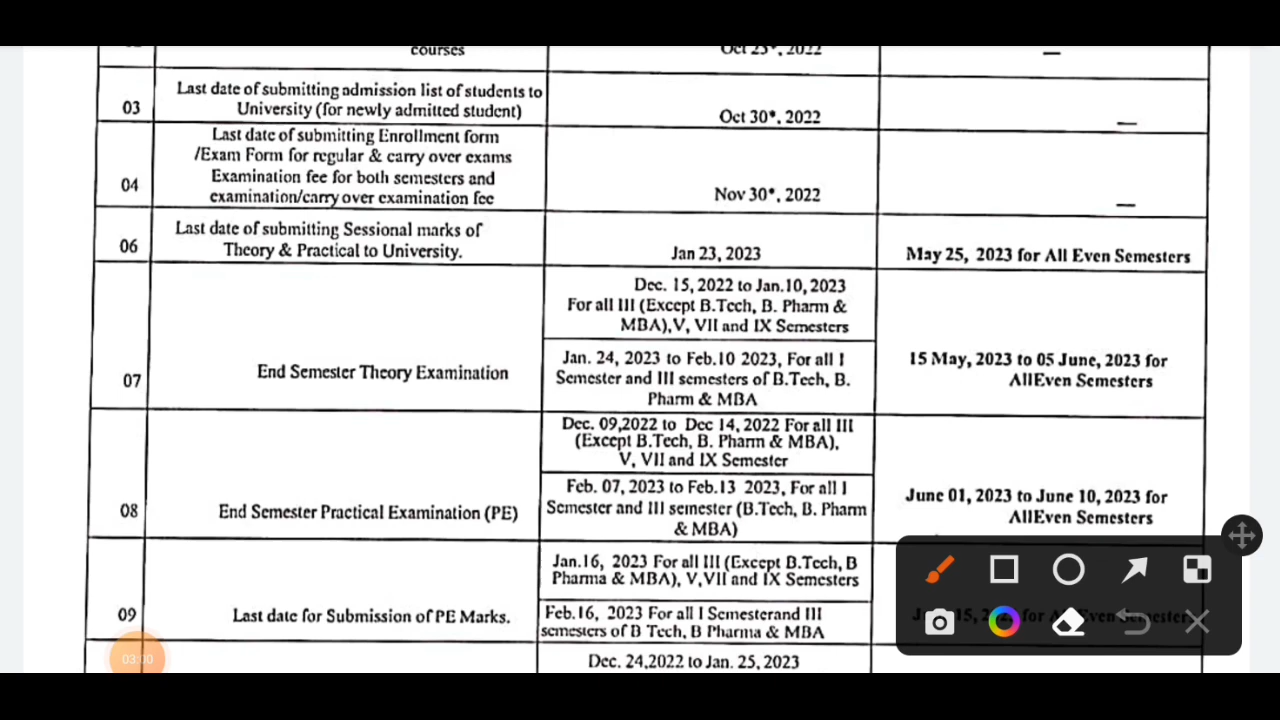 courses
Oct 25*, 2022
—
03
Last date of submitting admission list of students to
University (for newly admitted student)
Oct 30*, 2022
—
04
Last date of submitting Enrollment form
/Exam Form for regular & carry over exams
Examination fee for both semesters and
examination/carry over examination fee
Nov 30*, 2022
—
06
Last date of submitting Sessional marks of
Theory & Practical to University.
Jan 23, 2023
May 25, 2023 for All Even Semesters
07
End Semester Theory Examination
Dec. 15, 2022 to Jan.10, 2023
For all III (Except B.Tech, B. Pharm &
MBA),V, VII and IX Semesters
Jan. 24, 2023 to Feb.10 2023, For all I
Semester and III semesters of B.Tech, B.
Pharm & MBA
15 May, 2023 to 05 June, 2023 for
AllEven Semesters
08
End Semester Practical Examination (PE)
Dec. 09,2022 to Dec 14, 2022 For all III
(Except B.Tech, B. Pharm & MBA),
V, VII and IX Semester
Feb. 07, 2023 to Feb.13 2023, For all I
Semester and III semester (B.Tech, B. Pharm
& MBA)
June 01, 2023 to June 10, 2023 for
AllEven Semesters
09
Last date for Submission of PE Marks.
Jan.16, 2023 For all III (Except B.Tech, B
Pharma & MBA), V,VII and IX Semesters
Feb.16, 2023 For all I Semesterand III
semesters of B Tech, B Pharma & MBA
15, for Even Semesters
Dec. 24,2022 to Jan. 25, 2023
03:00